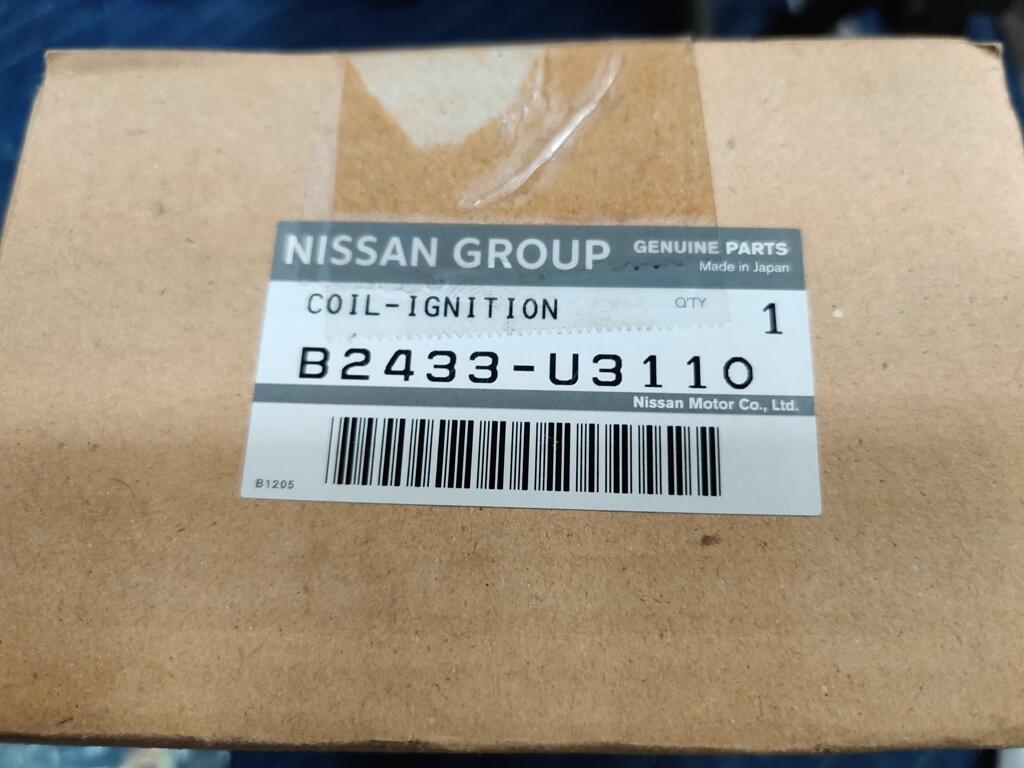 NISSAN GROUP GENUINE PARTS
Made in Japan
COIL-IGNITION Q'TY 1
B2433-U3110
Nissan Motor Co., Ltd.
B1205